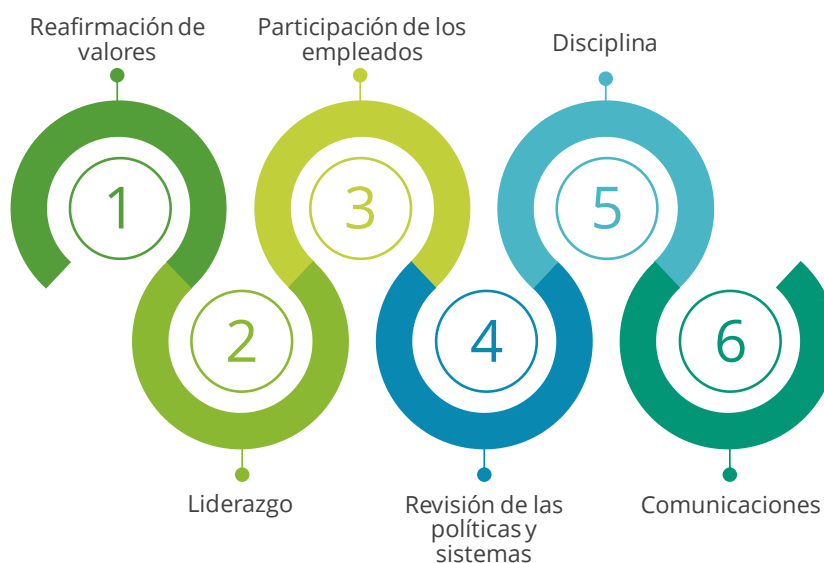 Reafirmación de
valores
1
2
Liderazgo
Participación de los
empleados
3
4
Revisión de las
políticas y
sistemas
Disciplina
5
6
Comunicaciones